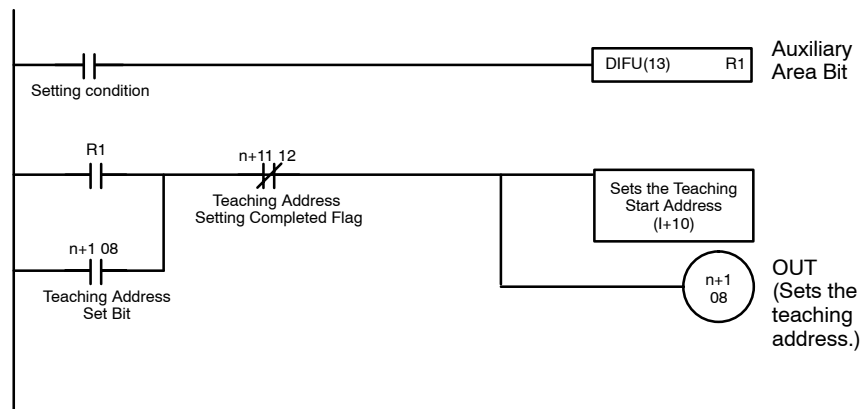 Setting condition
DIFU(13) R1
Auxiliary
Area Bit
R1
n+11 12
Teaching Address
Setting Completed Flag
Sets the Teaching
Start Address
(I+10)
n+1 08
Teaching Address
Set Bit
n+1
08
OUT
(Sets the
teaching
address.)